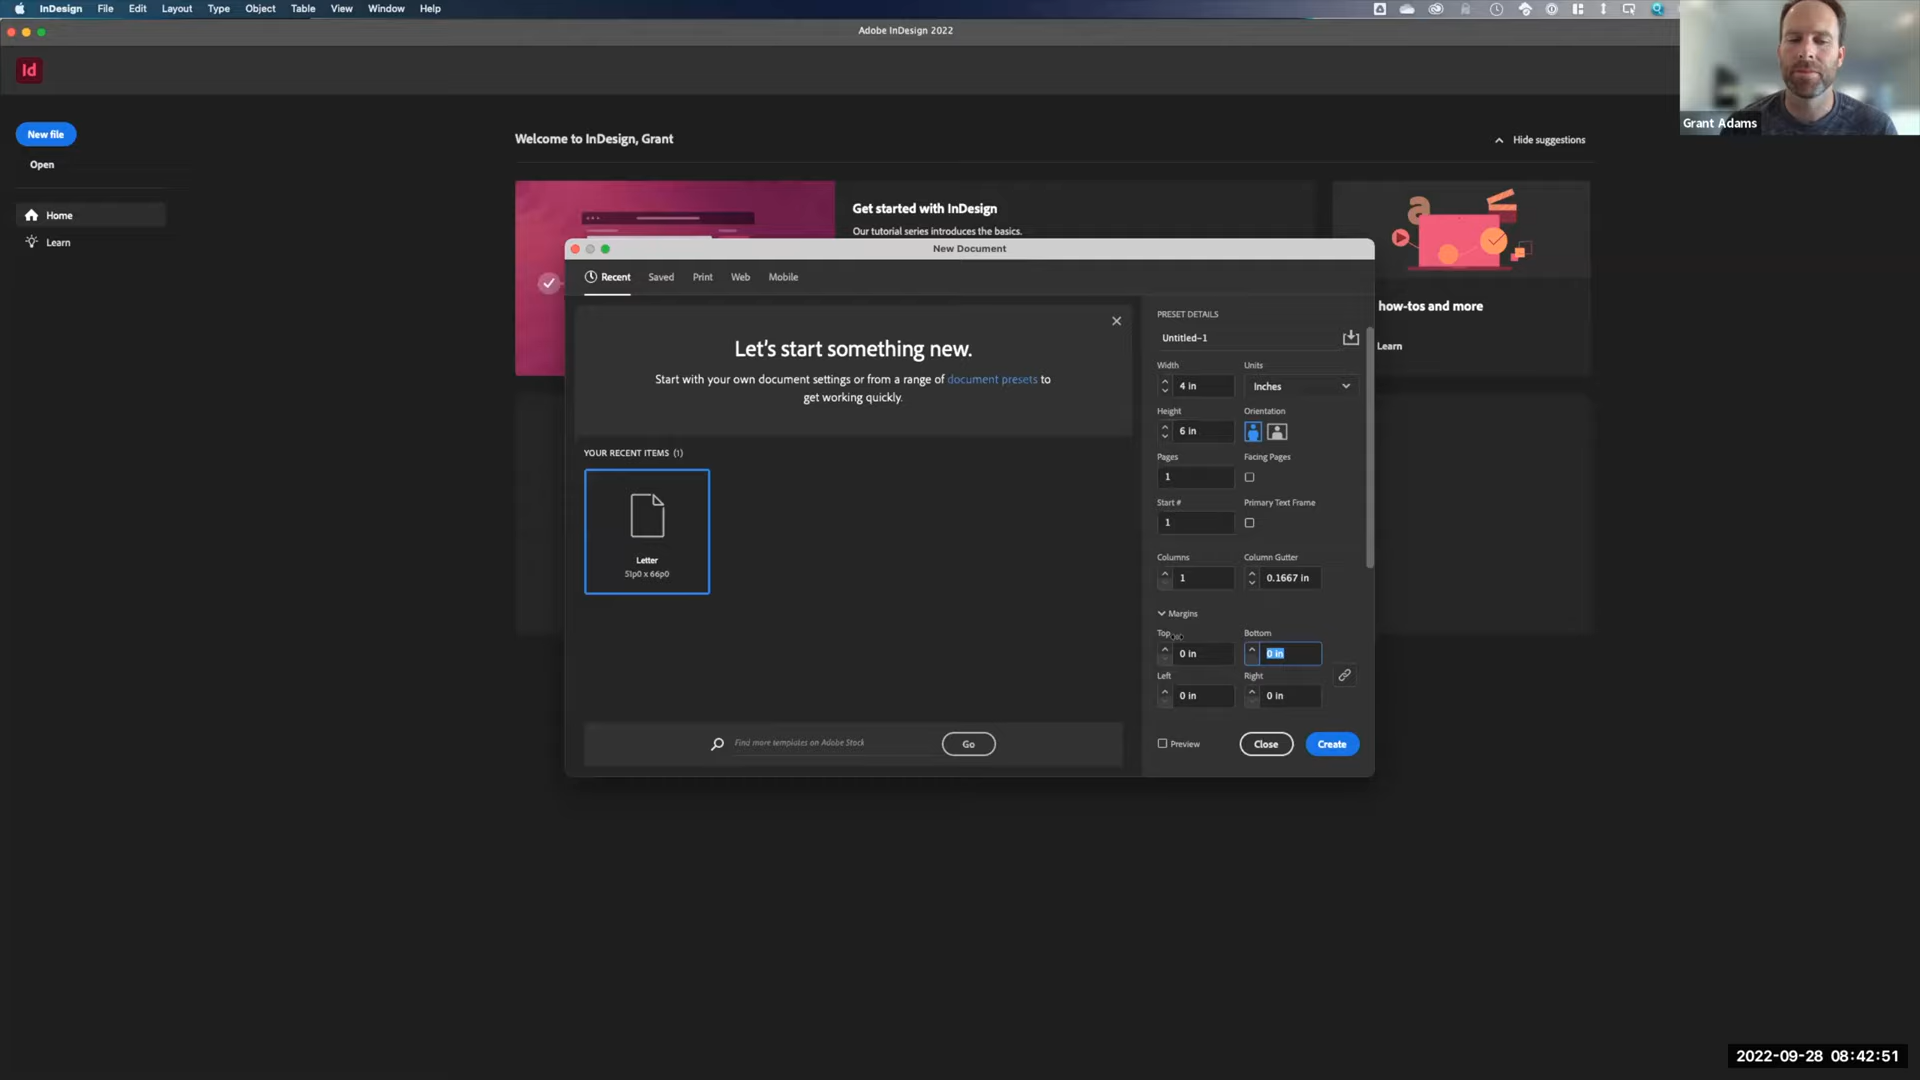 InDesign File Edit Layout Type Object Table View Window Help
Adobe InDesign 2022
Id
New file
Open
Home
Learn
Welcome to InDesign, Grant
Hide suggestions
Get started with InDesign
Our tutorial series introduces the basics.
how-tos and more
Learn
New Document
Recent Saved Print Web Mobile
Let's start something new.
Start with your own document settings or from a range of document presets to
get working quickly.
YOUR RECENT ITEMS (1)
Letter
51p0 x 66p0
Find more templates on Adobe Stock
Go
PRESET DETAILS
Untitled-1
Width Units
4 in Inches
Height Orientation
6 in
Pages Facing Pages
1
Start # Primary Text Frame
1
Columns Column Gutter
1 0.1667 in
Margins
Top Bottom
0 in 0 in
Left Right
0 in 0 in
Preview Close Create
Grant Adams
2022-09-28 08:42:51